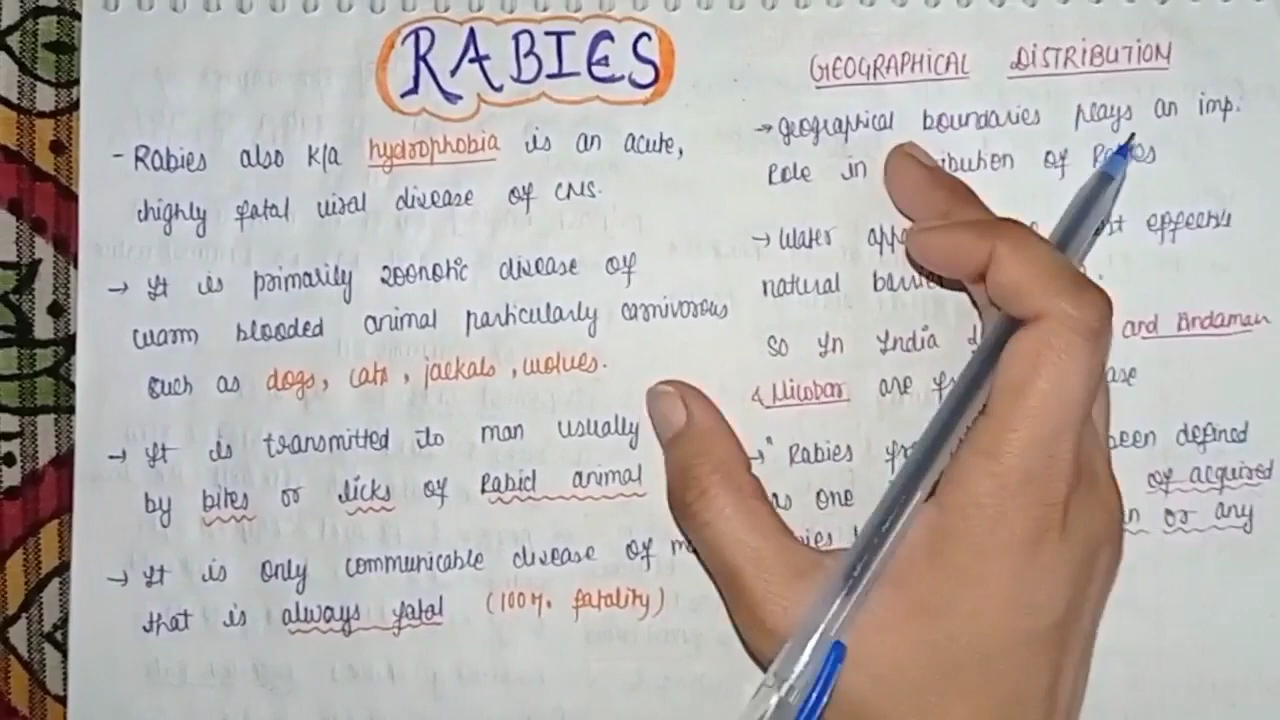 RABIES
- Rabies also k/a hydrophobia is an acute,
highly fatal viral disease of CNS.
→ It is primarily zoonotic disease of
warm blooded animal particularly carnivorous
such as dogs, cats, jackals, wolves.
→ It is transmitted to man usually
by bites or licks of Rabid animal
→ It is only communicable disease of
that is always fatal (100% fatality)
GEOGRAPHICAL DISTRIBUTION
→ geographical boundaries plays an imp.
Role in of
→ Water effective
natural
so In India and Andaman
& Nicobar are
→ " Rabies been defined
as one of acquired
or any